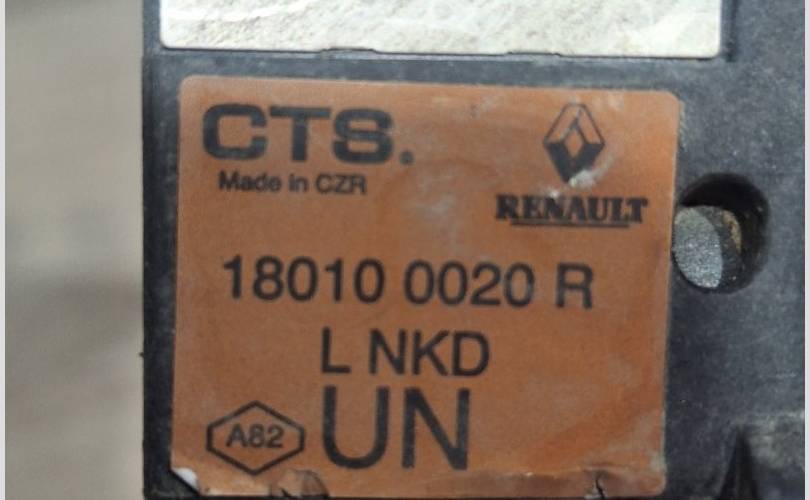 CTS.
Made in CZR
RENAULT
18010 0020 R
L NKD
UN
A82